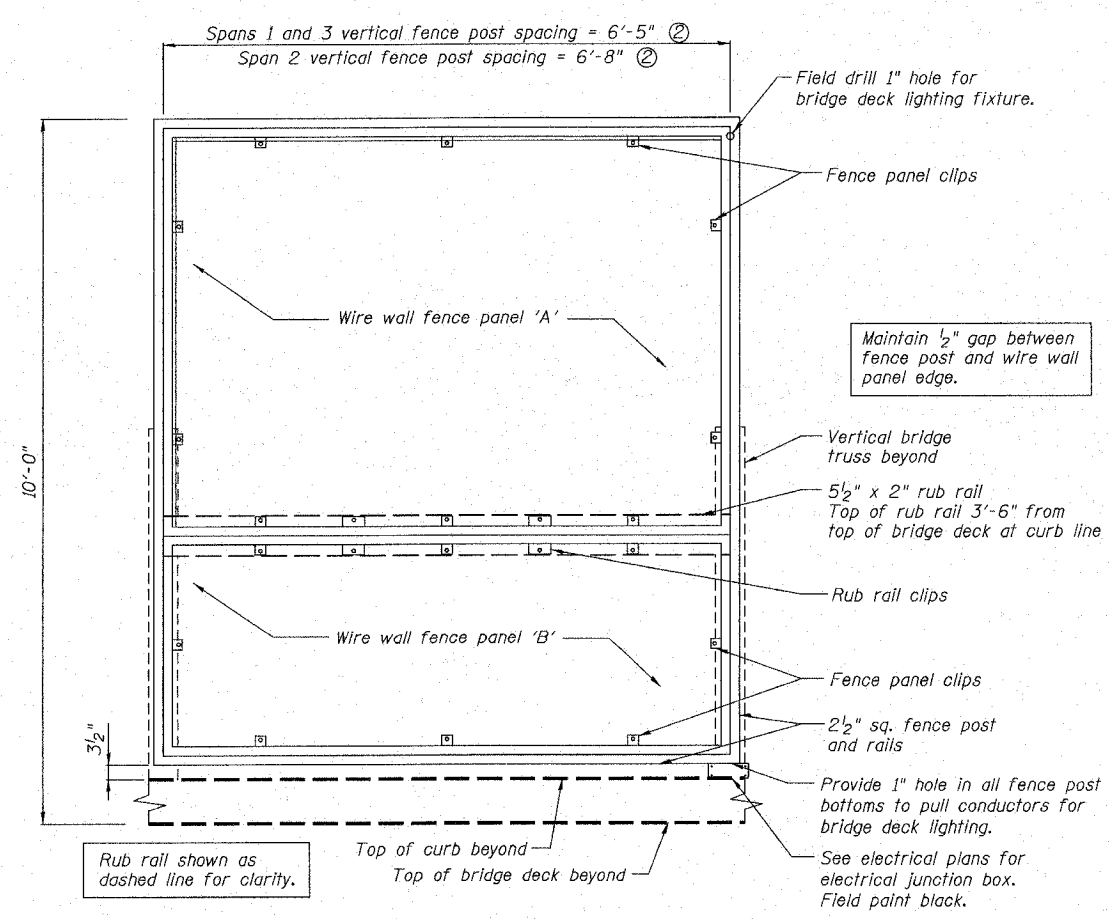 Spans 1 and 3 vertical fence post spacing = 6'-5" ②
Span 2 vertical fence post spacing = 6'-8" ②
Field drill 1" hole for
bridge deck lighting fixture.
Fence panel clips
Wire wall fence panel 'A'
Maintain 1/2" gap between
fence post and wire wall
panel edge.
10'-0"
Vertical bridge
truss beyond
5 1/2" x 2" rub rail
Top of rub rail 3'-6" from
top of bridge deck at curb line
Rub rail clips
Wire wall fence panel 'B'
Fence panel clips
3 1/2"
2 1/2" sq. fence post
and rails
Provide 1" hole in all fence post
bottoms to pull conductors for
bridge deck lighting.
Rub rail shown as
dashed line for clarity.
Top of curb beyond
Top of bridge deck beyond
See electrical plans for
electrical junction box.
Field paint black.